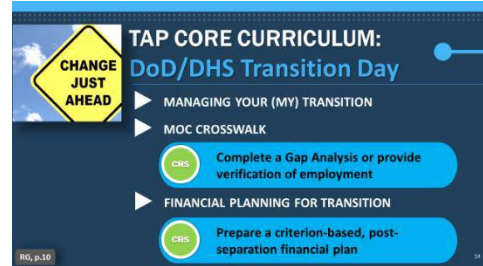 CHANGE
JUST
AHEAD
TAP CORE CURRICULUM:
DoD/DHS Transition Day
MANAGING YOUR (MY) TRANSITION
MOC CROSSWALK
CRS
Complete a Gap Analysis or provide
verification of employment
FINANCIAL PLANNING FOR TRANSITION
CRS
Prepare a criterion-based, post-
separation financial plan
RG, p.10
14